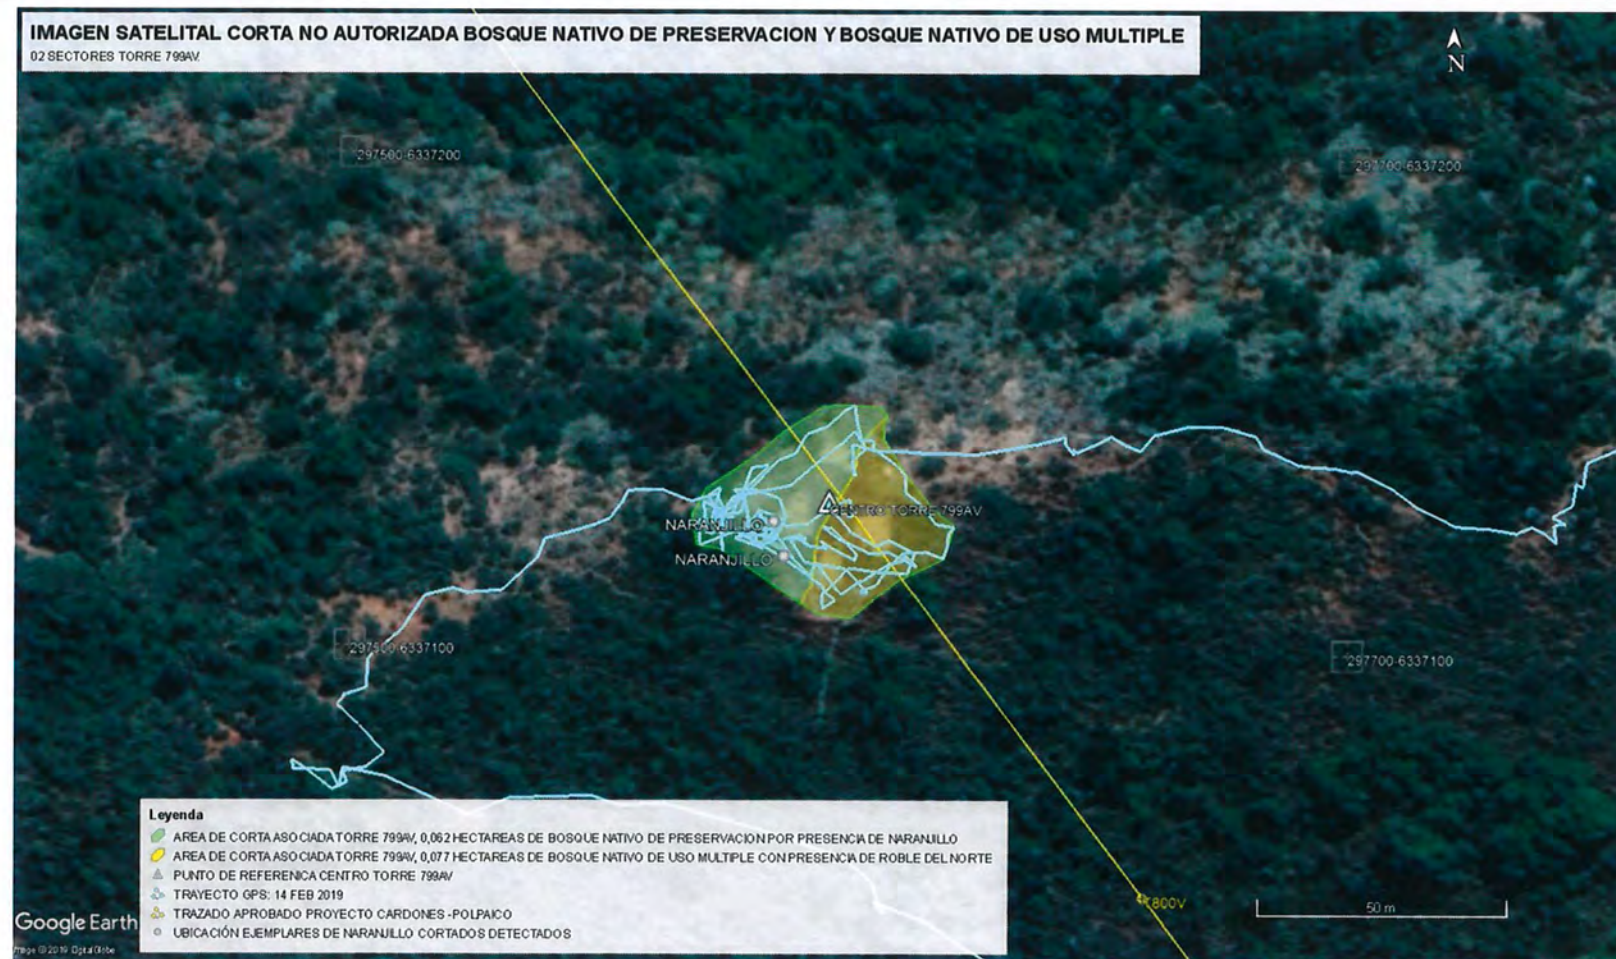 IMAGEN SATELITAL CORTA NO AUTORIZADA BOSQUE NATIVO DE PRESERVACION Y BOSQUE NATIVO DE USO MULTIPLE
02 SECTORES TORRE 799AV.
N
297500-6337200
297700-6337200
NARANJILLO
CENTRO TORRE 799AV
NARANJILLO
297500-6337100
297700-6337100
Leyenda
AREA DE CORTA ASOCIADA TORRE 799AV, 0,062 HECTAREAS DE BOSQUE NATIVO DE PRESERVACION POR PRESENCIA DE NARANJILLO
AREA DE CORTA ASOCIADA TORRE 799AV, 0,077 HECTAREAS DE BOSQUE NATIVO DE USO MULTIPLE CON PRESENCIA DE ROBLE DEL NORTE
PUNTO DE REFERENICA CENTRO TORRE 799AV
TRAYECTO GPS: 14 FEB 2019
TRAZADO APROBADO PROYECTO CARDONES -POLPAICO
UBICACIÓN EJEMPLARES DE NARANJILLO CORTADOS DETECTADOS
800V
50 m
Google Earth
Image © 2019 DigitalGlobe